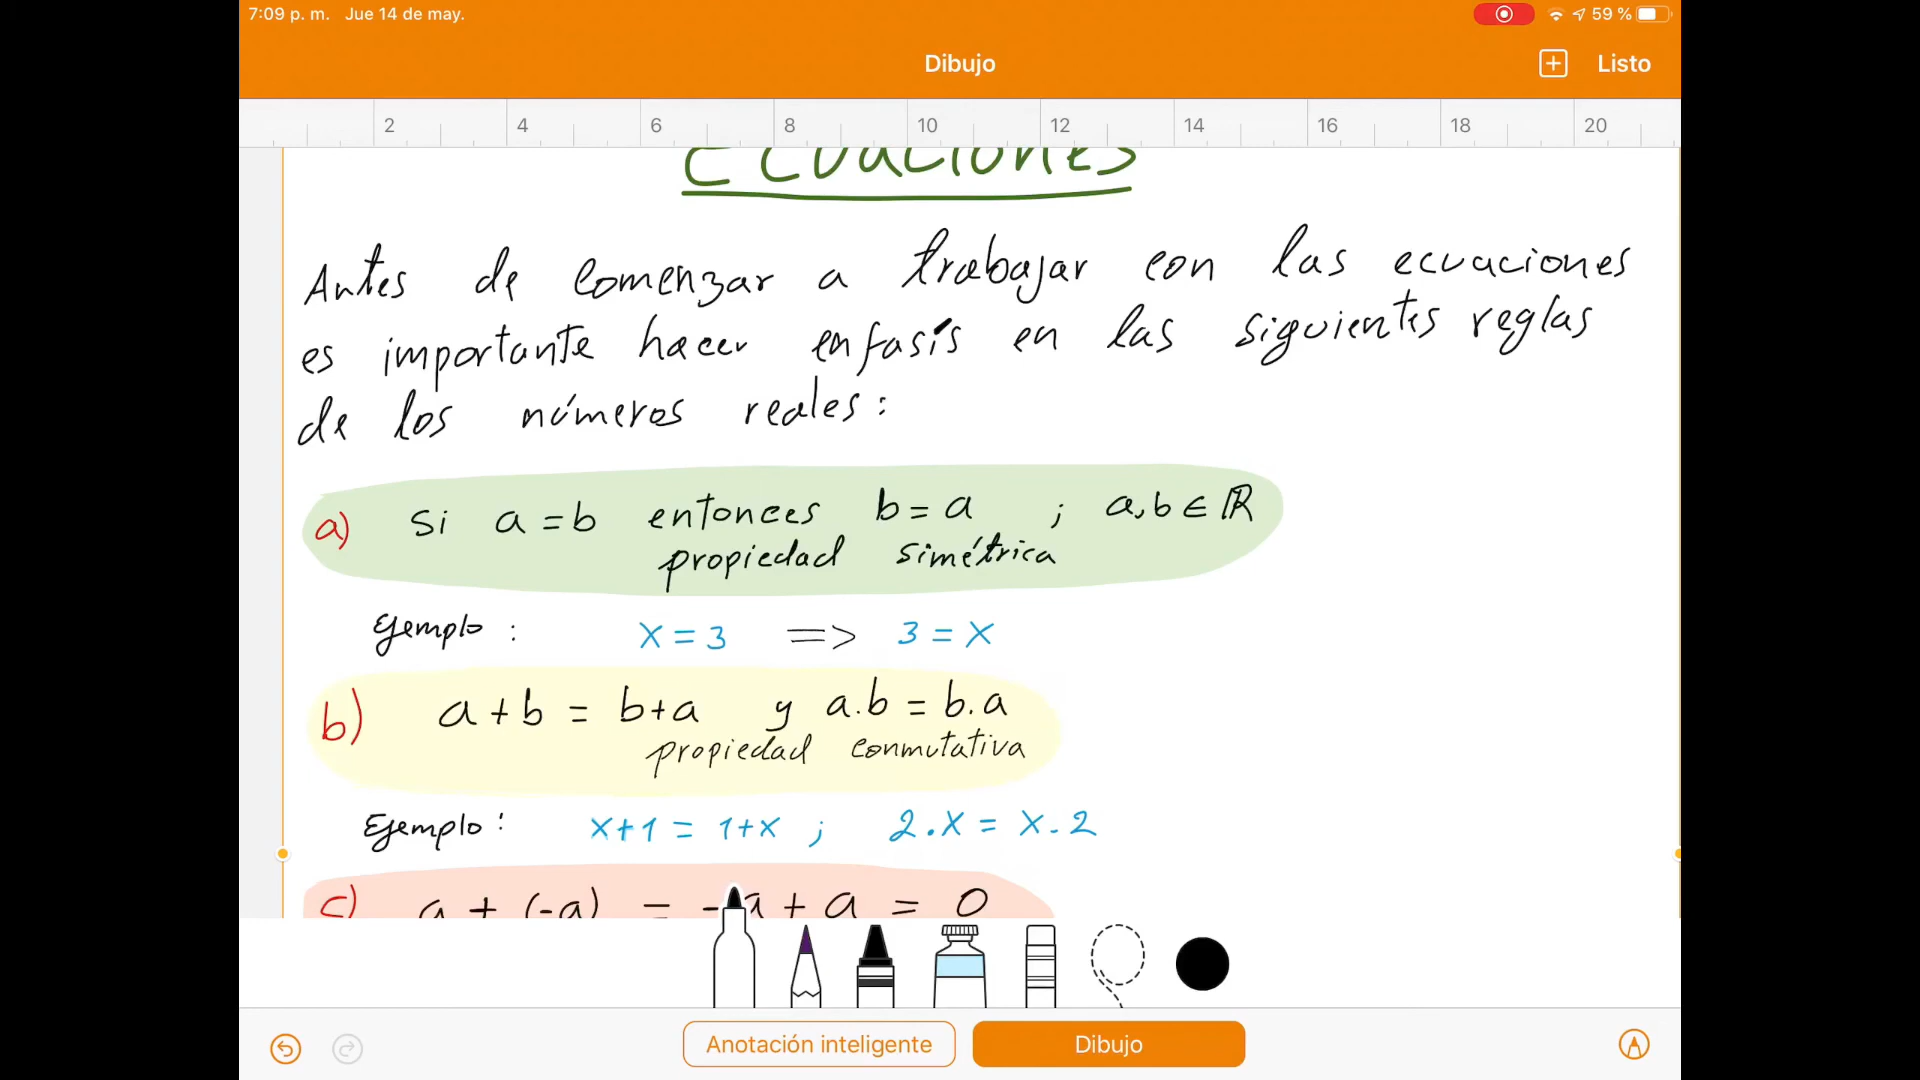 7:09 p. m. Jue 14 de may. 59 %
Dibujo
Listo
2 4 6 8 10 12 14 16 18 20
Ecuaciones
Antes de comenzar a trabajar con las ecuaciones
es importante hacer enfasís en las siguientes reglas
de los números reales:
a) Si a = b entonces b = a ; a,b ∈ ℝ
propiedad simétrica
Ejemplo : x = 3 => 3 = x
b) a + b = b + a y a.b = b.a
propiedad conmutativa
Ejemplo: x+1 = 1+x ; 2.x = x.2
c) a + (-a) = -a + a = 0
Anotación inteligente
Dibujo